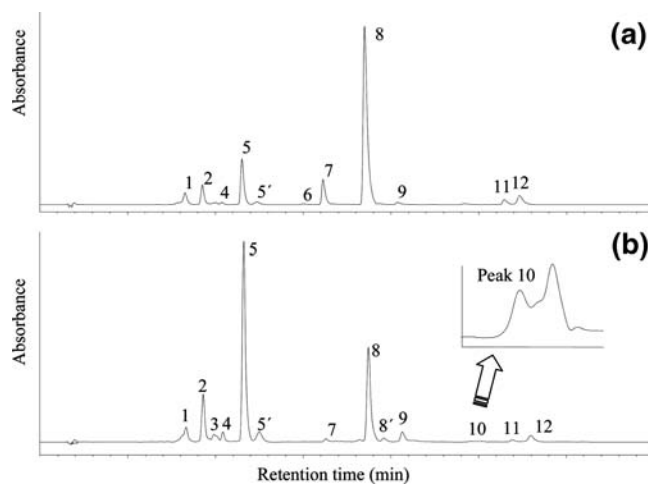 Absorbance
(a)
1 2 4 5 5´ 6 7 8 9 11 12
Absorbance
(b)
1 2 3 4 5 5´ 7 8 8´ 9 10 11 12
Peak 10
Retention time (min)